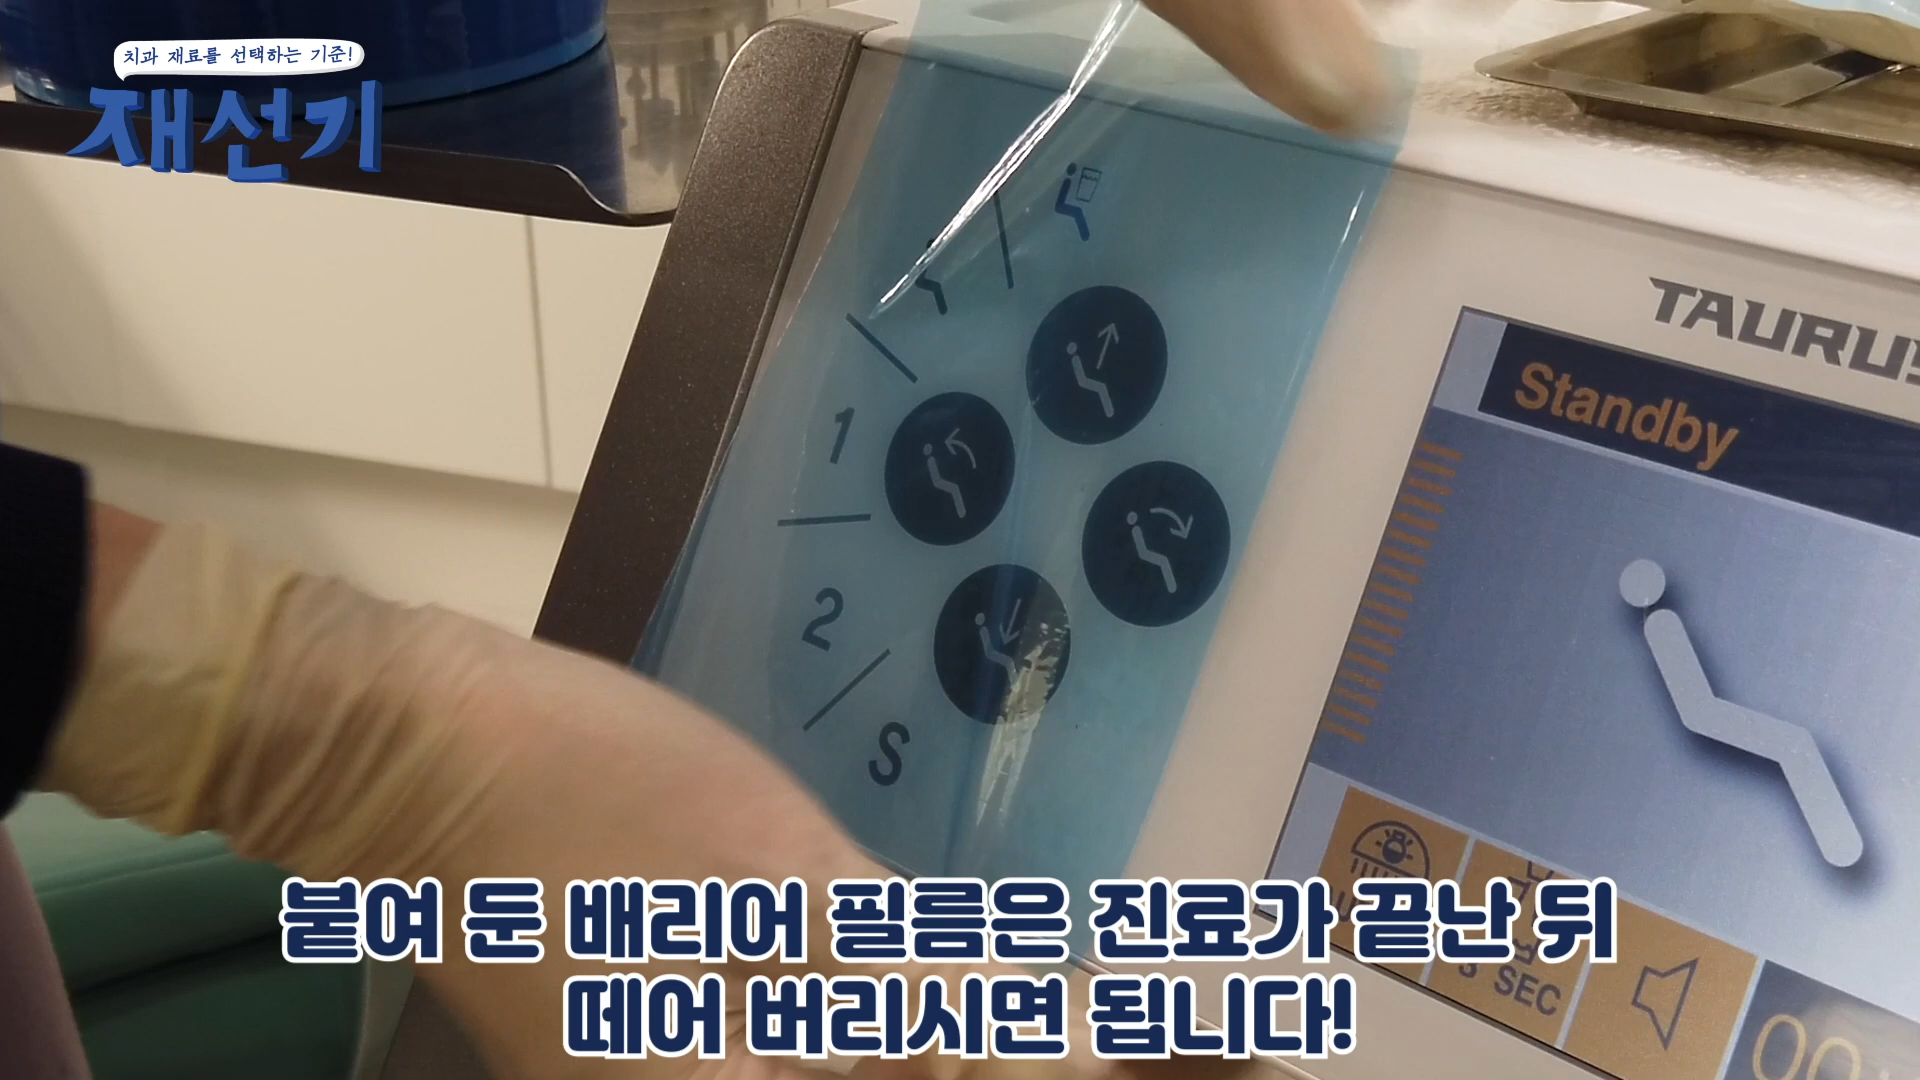 치과 재료를 선택하는 기준!
재선기
TAURUS
Standby
1
2
S
SEC
00
붙여 둔 배리어 필름은 진료가 끝난 뒤
떼어 버리시면 됩니다!